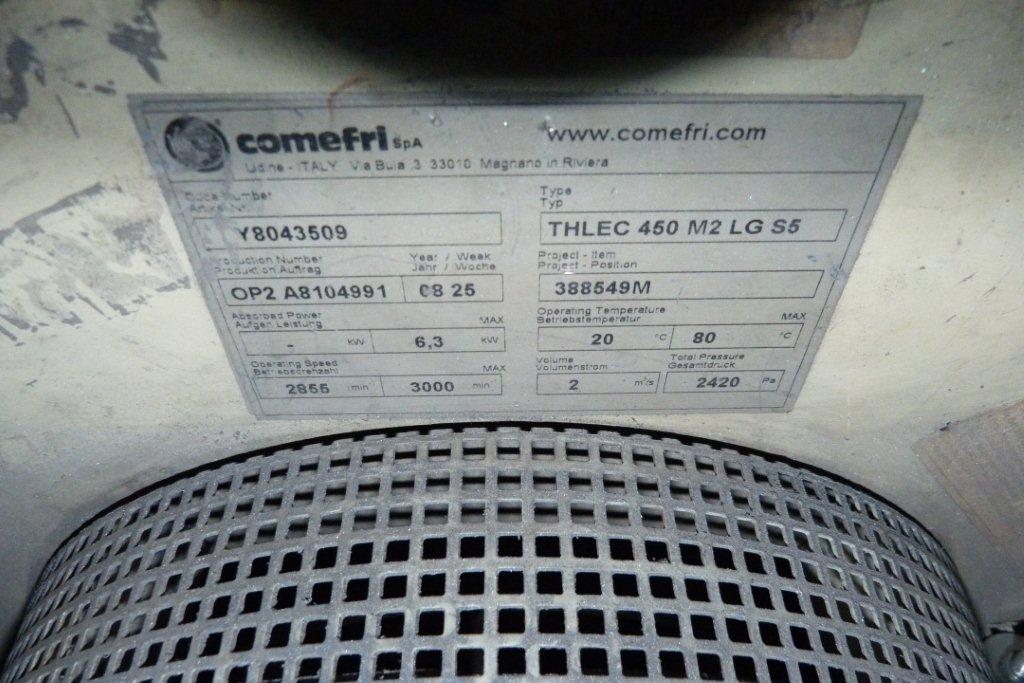 comefri SpA
www.comefri.com
Udine - ITALY Via Buia ,3 33010 Magnano in Riviera
Number
Y8043509
Type
Typ
THLEC 450 M2 LG S5
Production Number
Produktion Auftrag
OP2 A8104991
Year / Week
Jahr / Woche
08 25
Project - Item
Project - Position
388549M
Absorbed Power
Aufgen Leistung
MAX
- kW
6,3 kW
Operating Temperature
Betriebstemperatur
MAX
20 °C
80 °C
Operating Speed
Betriebsdrehzahl
MAX
2855 min
3000 min
Volume
Volumenstrom
2 m³/s
Total Pressure
Gesamtdruck
2420 Pa